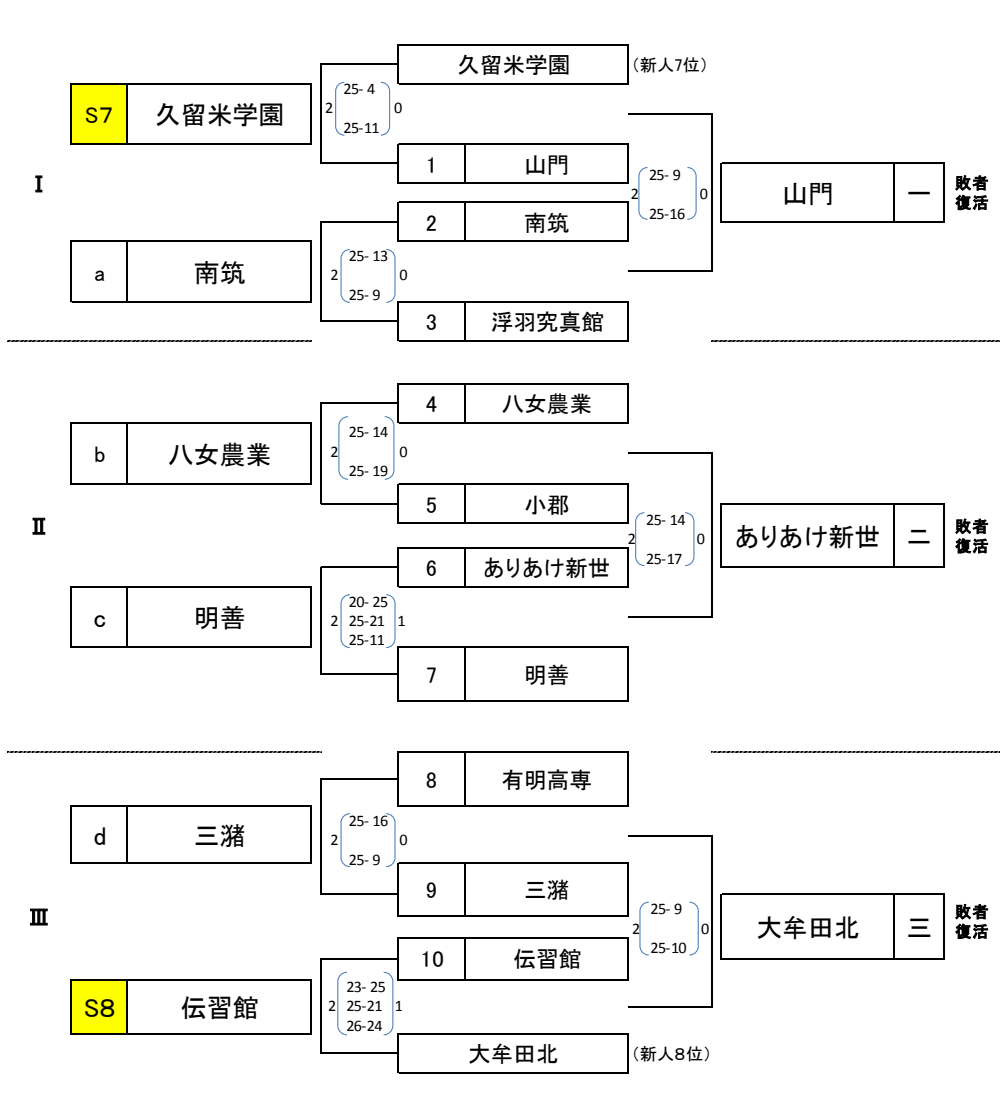 久留米学園 (新人7位)
S7 久留米学園
2 25- 4 0
25-11
1 山門
Ⅰ
2 25- 9 0
25-16
山門 一 敗者
復活
2 南筑
a 南筑
2 25- 13 0
25- 9
3 浮羽究真館
4 八女農業
b 八女農業
2 25- 14 0
25- 19
5 小郡
Ⅱ
2 25- 14 0
25-17
ありあけ新世 二 敗者
復活
6 ありあけ新世
c 明善
20- 25
2 25-21 1
25-11
7 明善
8 有明高専
d 三潴
2 25- 16 0
25- 9
9 三潴
Ⅲ
2 25- 9 0
25-10
大牟田北 三 敗者
復活
10 伝習館
S8 伝習館
23- 25
2 25-21 1
26-24
大牟田北 (新人8位)